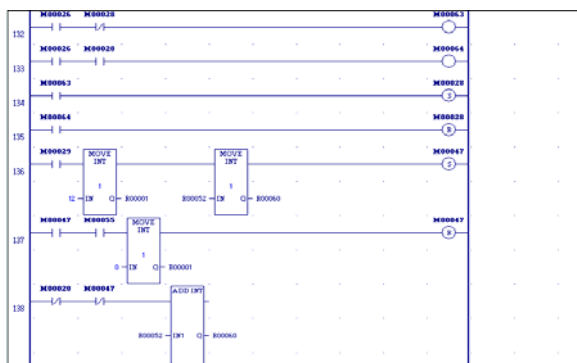 M00026 M00028 M00063
132
M00026 M00028 M00064
133
M00063 M00028
S
134
M00064 M00028
R
135
M00029 MOVE INT MOVE INT M00047
S
136
1 1
12 IN Q R00001 R00052 IN Q R00060
M00047 M00055 MOVE INT M00047
R
137
1
0 IN Q R00001
M00028 M00047 ADD INT
138
R00052 IN1 Q R00060